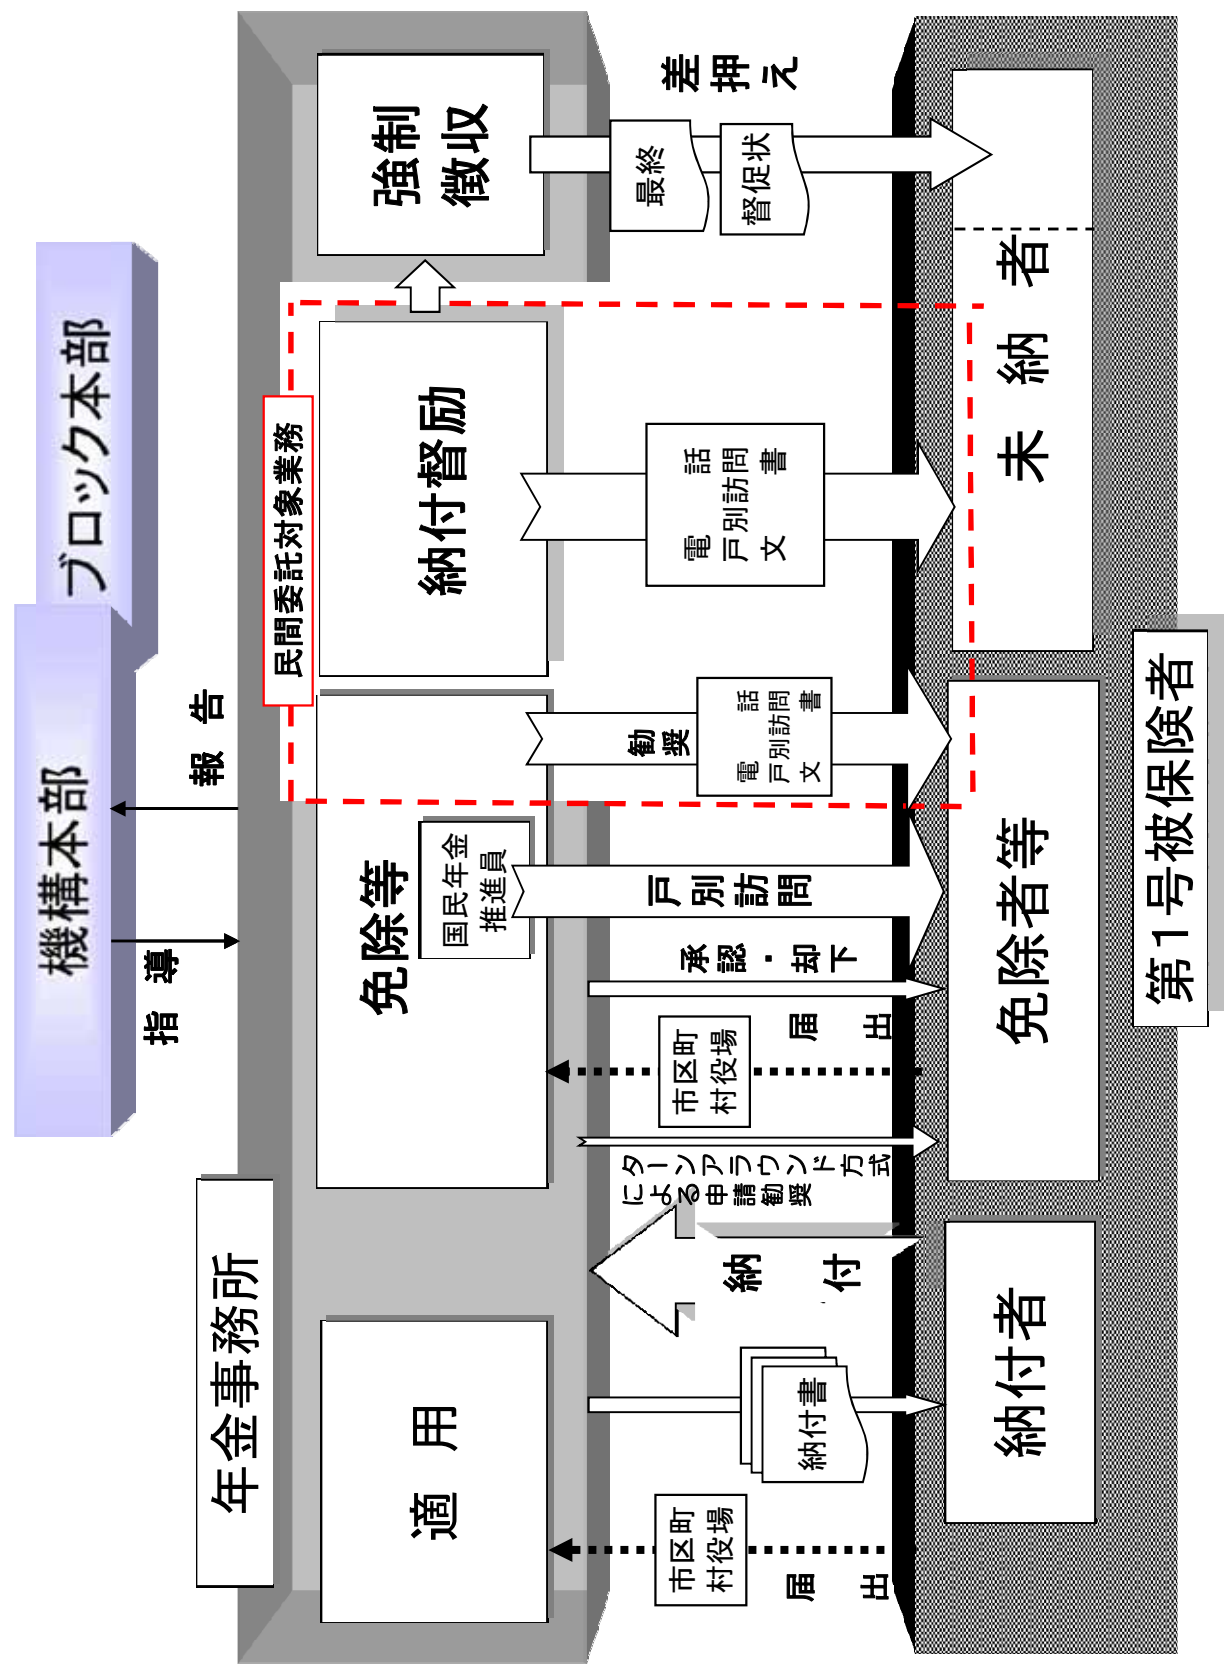 機構本部
ブロック本部
指導
報告
年金事務所
民間委託対象業務
適用
免除等
国民年金
推進員
納付督励
強制
徴収
市区町
村役場
届出
納付書
納付
ターンアラウンド方式
による申請勧奨
市区町
村役場
届出
承認・却下
戸別訪問
勧奨
電話
戸別訪問
文書
電話
戸別訪問
文書
最終
督促状
差押え
納付者
免除者等
未納者
第1号被保険者